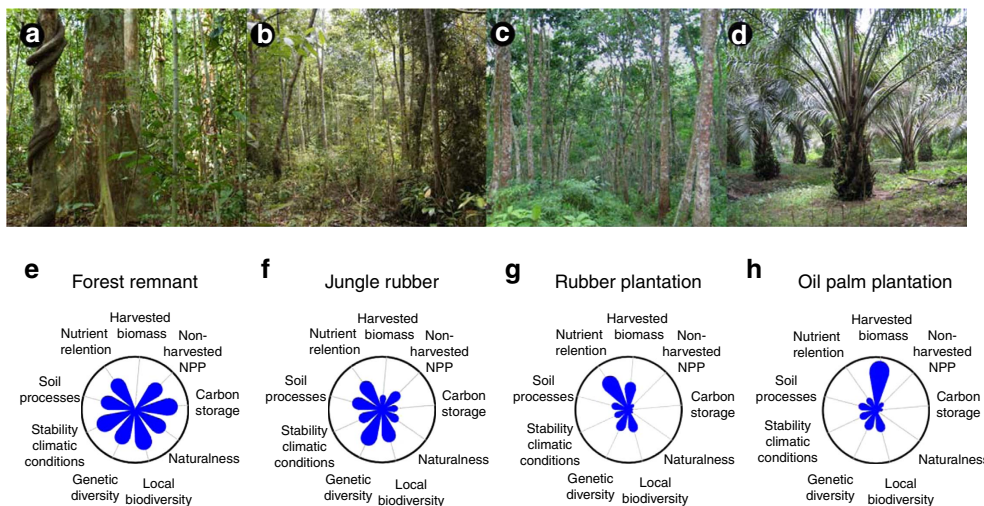 a
b
c
d
e Forest remnant
Harvested
biomass
Non-
harvested
NPP
Carbon
storage
Naturalness
Local
biodiversity
Genetic
diversity
Stability
climatic
conditions
Soil
processes
Nutrient
relention
f Jungle rubber
Harvested
biomass
Non-
harvested
NPP
Carbon
storage
Naturalness
Local
biodiversity
Genetic
diversity
Stability
climatic
conditions
Soil
processes
Nutrient
relention
g Rubber plantation
Harvested
biomass
Non-
harvested
NPP
Carbon
storage
Naturalness
Local
biodiversity
Genetic
diversity
Stability
climatic
conditions
Soil
processes
Nutrient
relention
h Oil palm plantation
Harvested
biomass
Non-
harvested
NPP
Carbon
storage
Naturalness
Local
biodiversity
Genetic
diversity
Stability
climatic
conditions
Soil
processes
Nutrient
relention